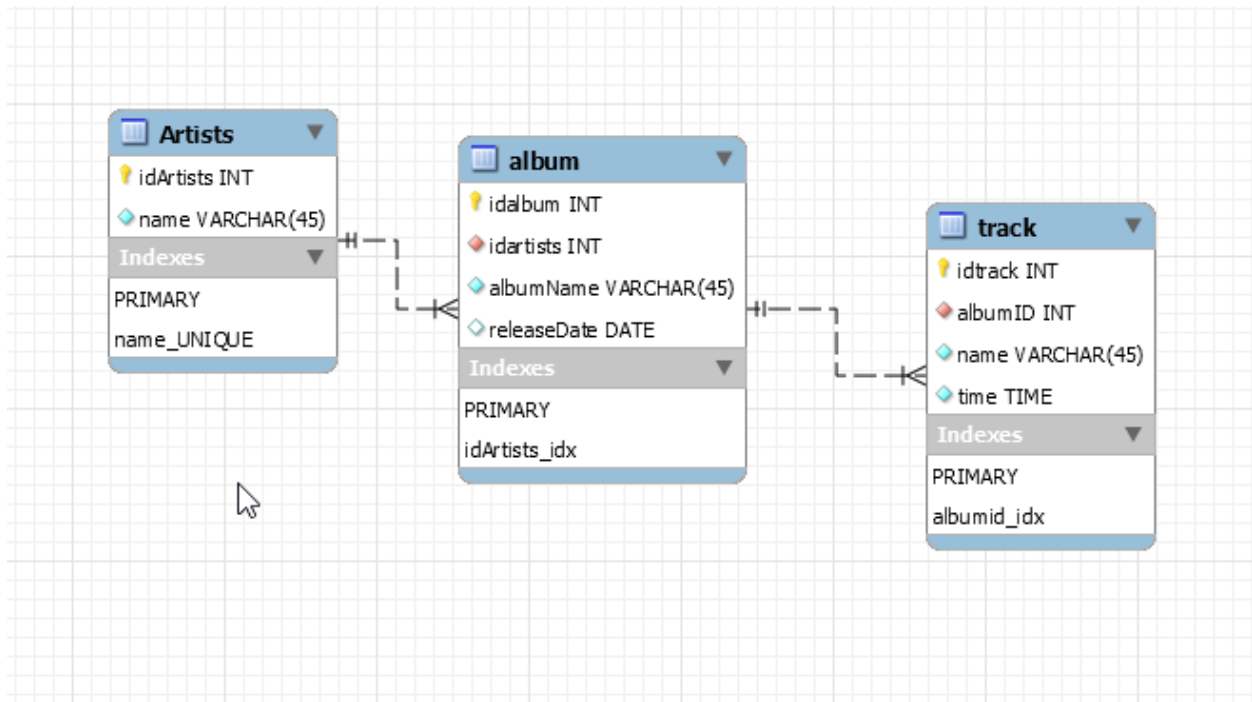 Artists
idArtists INT
name VARCHAR(45)
Indexes
PRIMARY
name_UNIQUE
album
idalbum INT
idartists INT
albumName VARCHAR(45)
releaseDate DATE
Indexes
PRIMARY
idArtists_idx
track
idtrack INT
albumID INT
name VARCHAR(45)
time TIME
Indexes
PRIMARY
albumid_idx